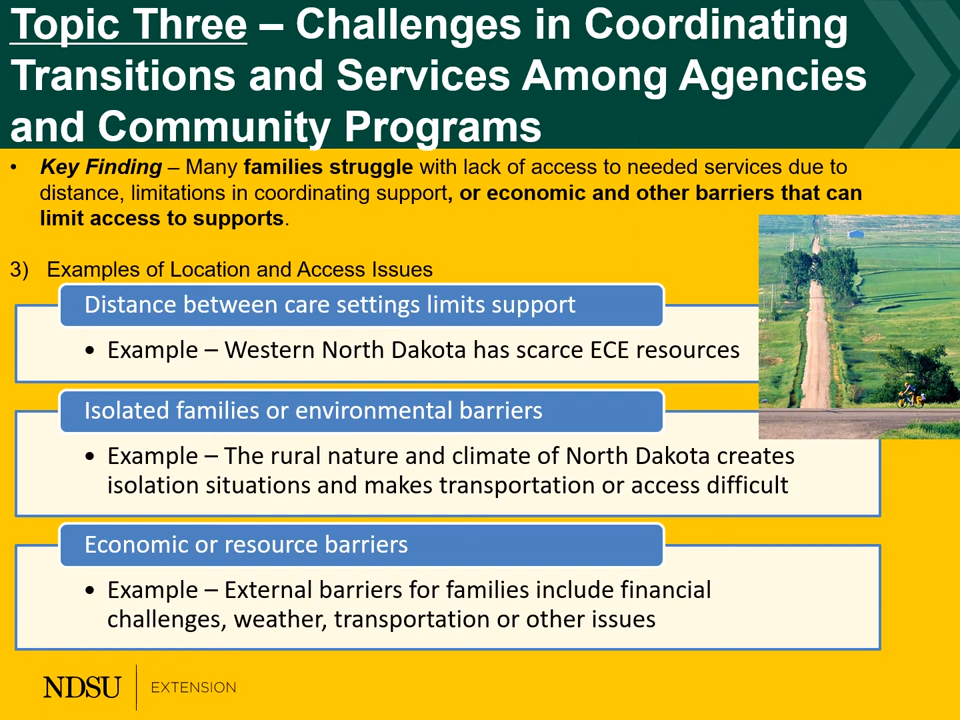 Topic Three – Challenges in Coordinating
Transitions and Services Among Agencies
and Community Programs
• Key Finding – Many families struggle with lack of access to needed services due to
distance, limitations in coordinating support, or economic and other barriers that can
limit access to supports.
3) Examples of Location and Access Issues
Distance between care settings limits support
• Example – Western North Dakota has scarce ECE resources
Isolated families or environmental barriers
• Example – The rural nature and climate of North Dakota creates
isolation situations and makes transportation or access difficult
Economic or resource barriers
• Example – External barriers for families include financial
challenges, weather, transportation or other issues
NDSU EXTENSION